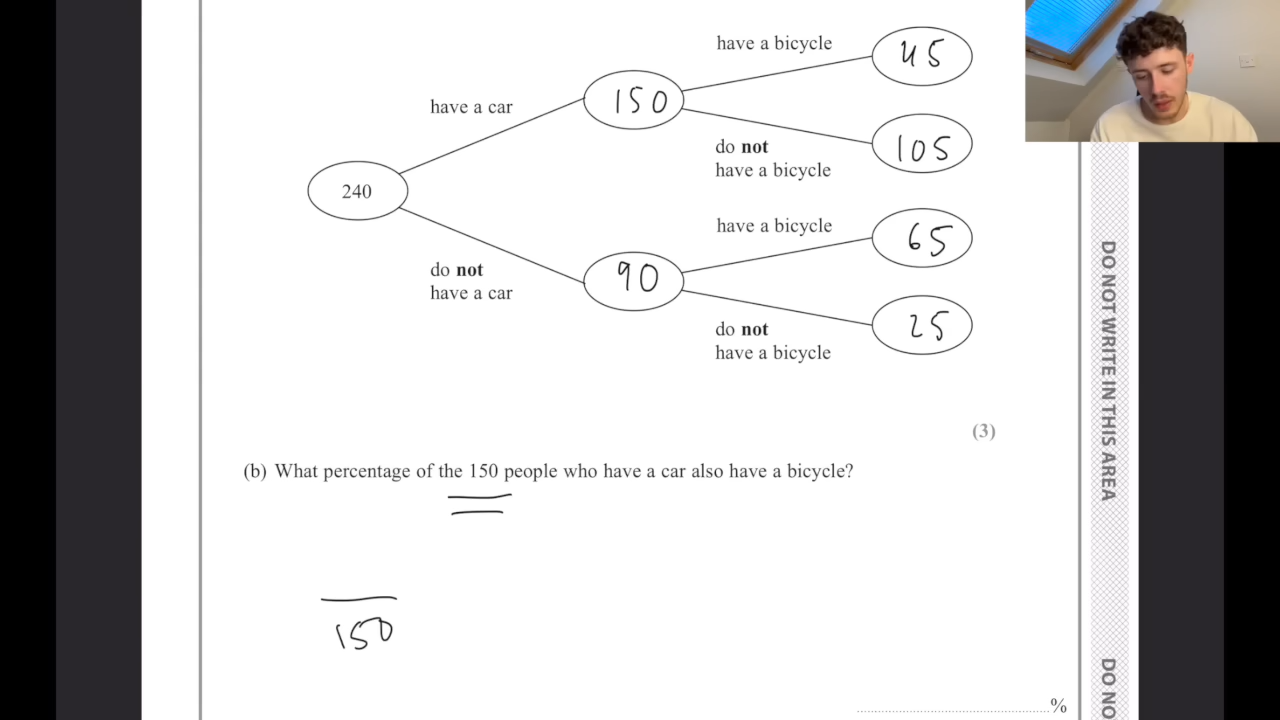 have a bicycle
45
have a car
150
do not
have a bicycle
105
240
have a bicycle
65
do not
have a car
90
do not
have a bicycle
25
(3)
(b) What percentage of the 150 people who have a car also have a bicycle?
150
%
DO NOT WRITE IN THIS AREA
DO NO